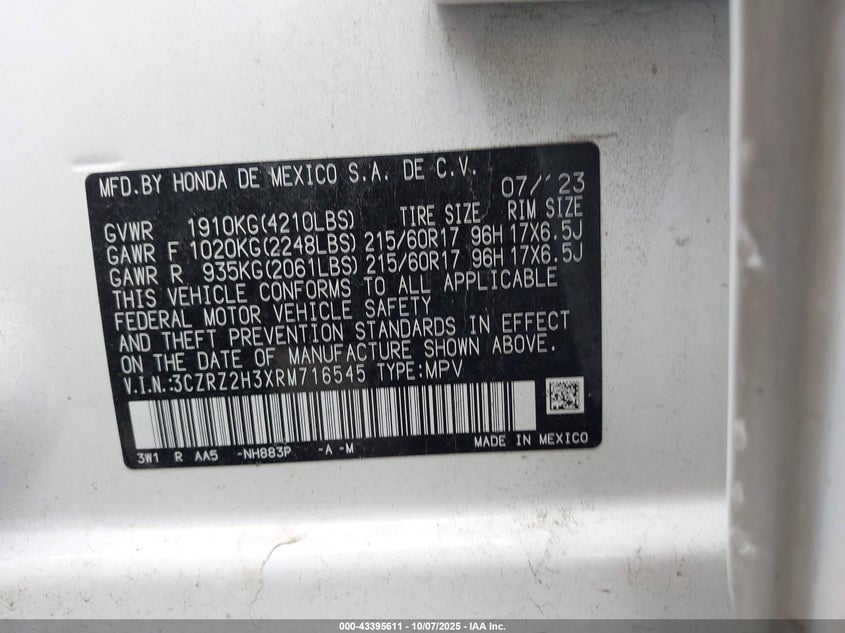 MFD.BY HONDA DE MEXICO S.A. DE C.V. 07/'23
TIRE SIZE RIM SIZE
GVWR 1910KG(4210LBS)
GAWR F 1020KG(2248LBS) 215/60R17 96H 17X6.5J
GAWR R 935KG(2061LBS) 215/60R17 96H 17X6.5J
THIS VEHICLE CONFORMS TO ALL APPLICABLE
FEDERAL MOTOR VEHICLE SAFETY
AND THEFT PREVENTION STANDARDS IN EFFECT
ON THE DATE OF MANUFACTURE SHOWN ABOVE.
V.I.N.:3CZRZ2H3XRM716545 TYPE:MPV
3W1 R AA5 -NH883P -A -M MADE IN MEXICO
000-43395611 - 10/07/2025 - IAA Inc.